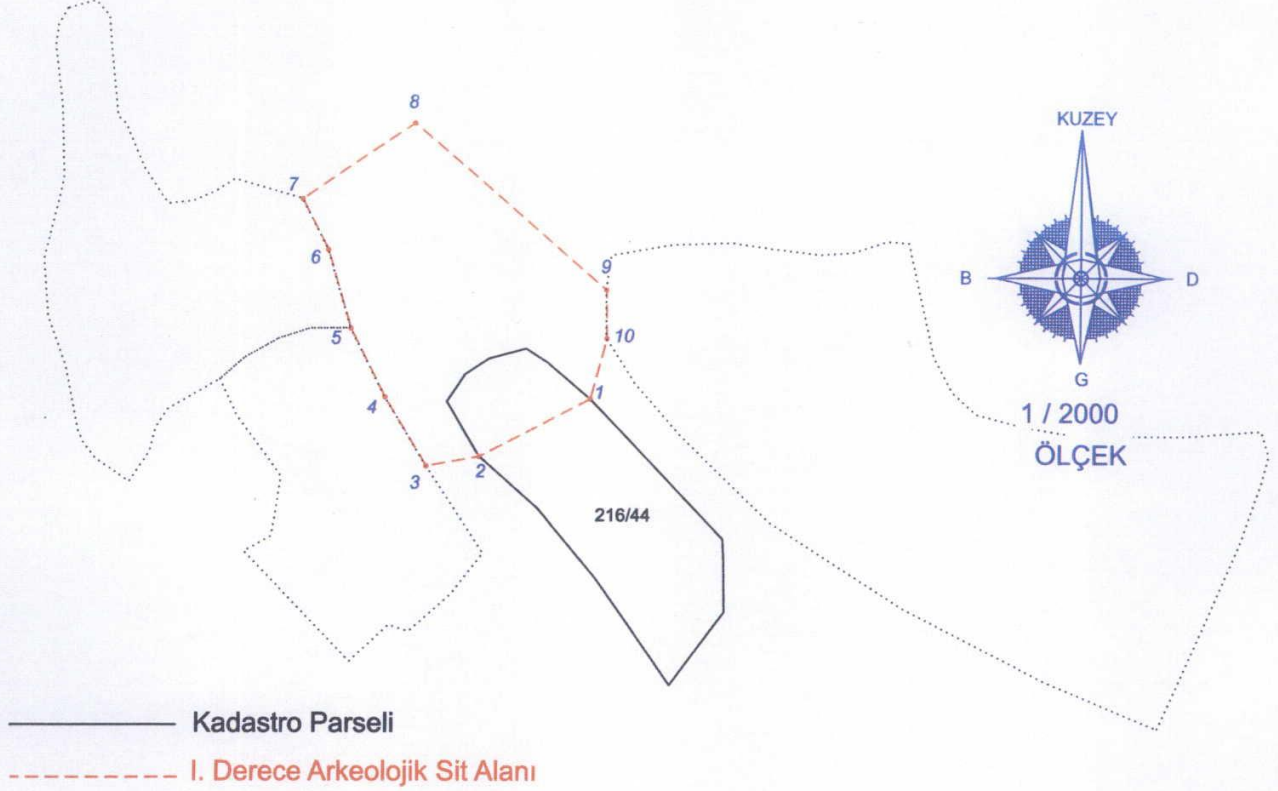 8
KUZEY
7
6
9
B
D
10
5
G
1
4
1 / 2000
ÖLÇEK
2
3
216/44
Kadastro Parseli
I. Derece Arkeolojik Sit Alanı